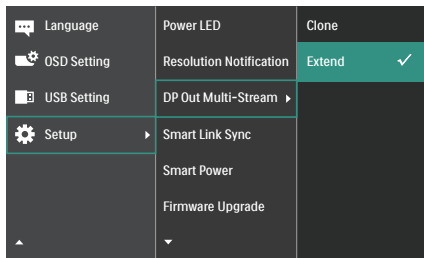 Language
OSD Setting
USB Setting
Setup
Power LED
Resolution Notification
DP Out Multi-Stream
Smart Link Sync
Smart Power
Firmware Upgrade
Clone
Extend